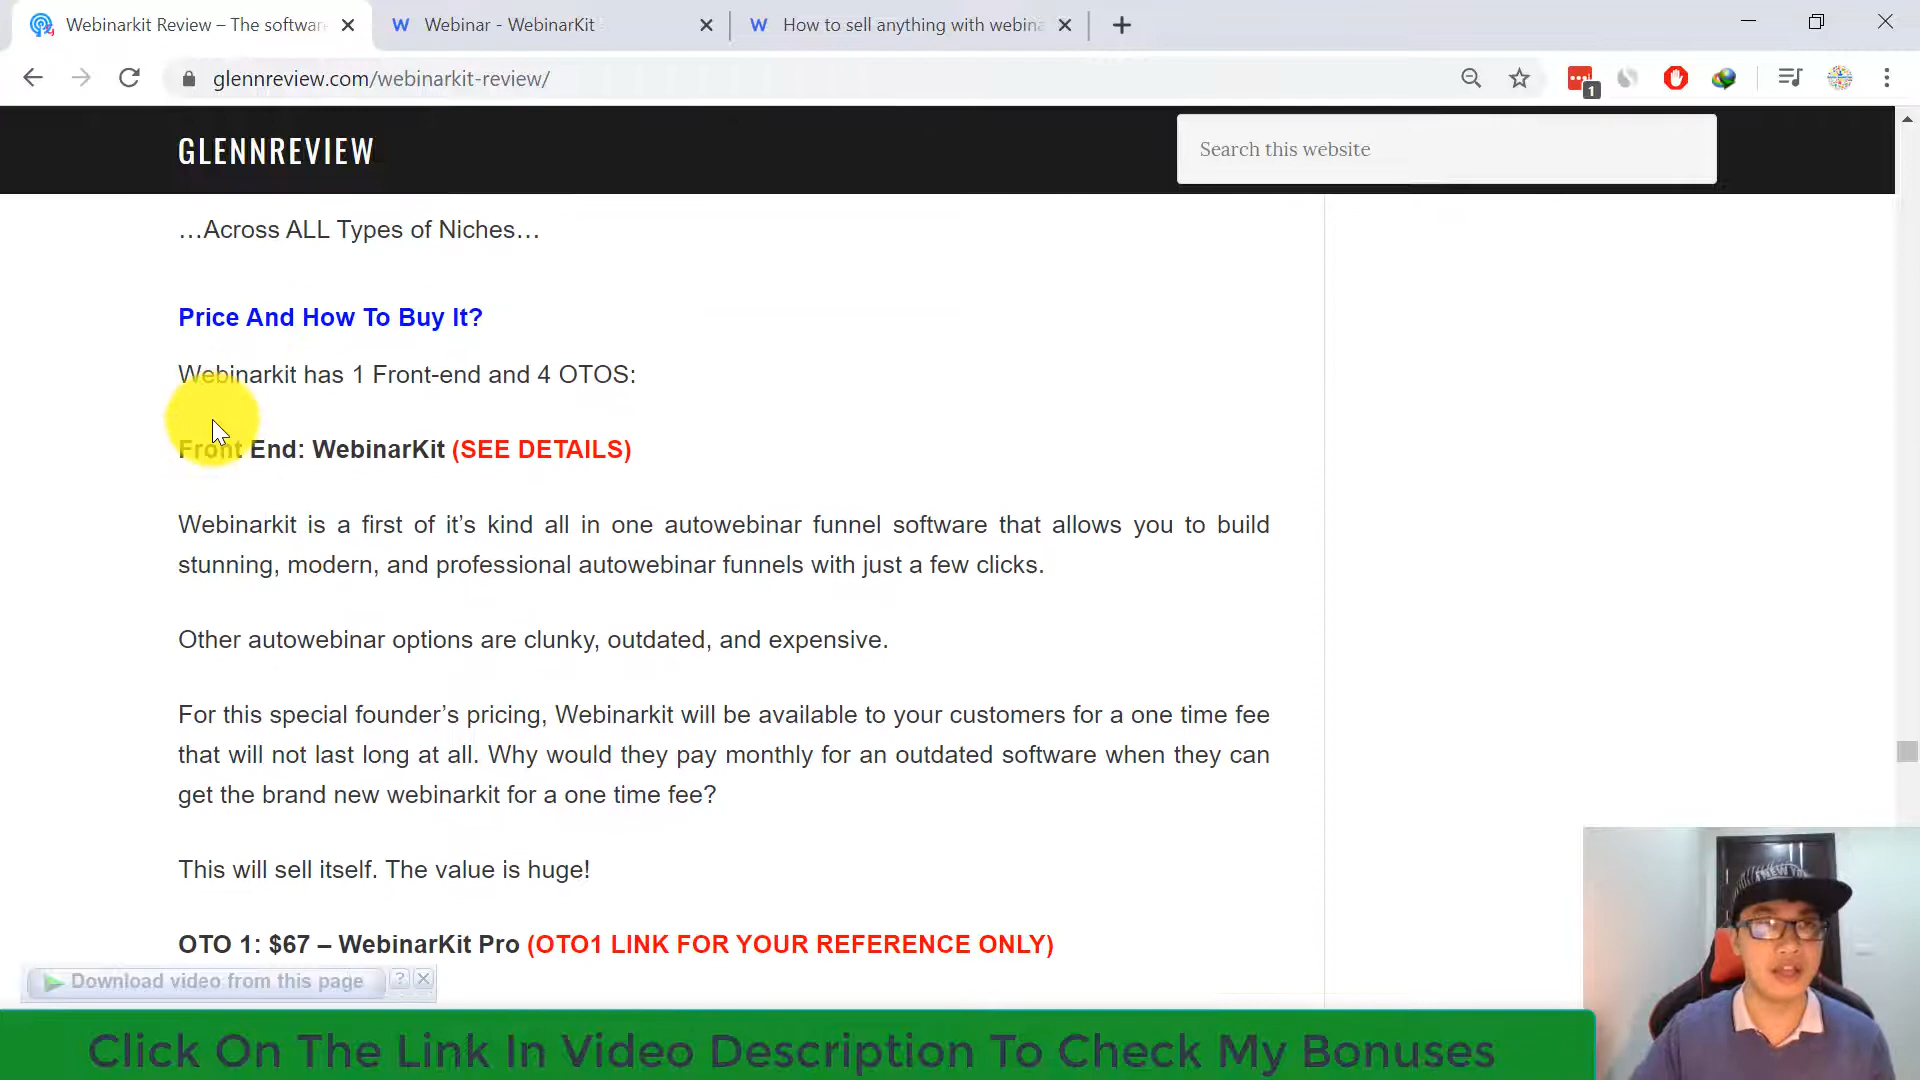 Webinarkit Review – The softwar
Webinar - WebinarKit
How to sell anything with webina
glennreview.com/webinarkit-review/
1
GLENNREVIEW
Search this website
…Across ALL Types of Niches…
Price And How To Buy It?
Webinarkit has 1 Front-end and 4 OTOS:
Front End: WebinarKit (SEE DETAILS)
Webinarkit is a first of it’s kind all in one autowebinar funnel software that allows you to build
stunning, modern, and professional autowebinar funnels with just a few clicks.
Other autowebinar options are clunky, outdated, and expensive.
For this special founder’s pricing, Webinarkit will be available to your customers for a one time fee
that will not last long at all. Why would they pay monthly for an outdated software when they can
get the brand new webinarkit for a one time fee?
This will sell itself. The value is huge!
OTO 1: $67 – WebinarKit Pro (OTO1 LINK FOR YOUR REFERENCE ONLY)
Download video from this page
?
Click On The Link In Video Description To Check My Bonuses